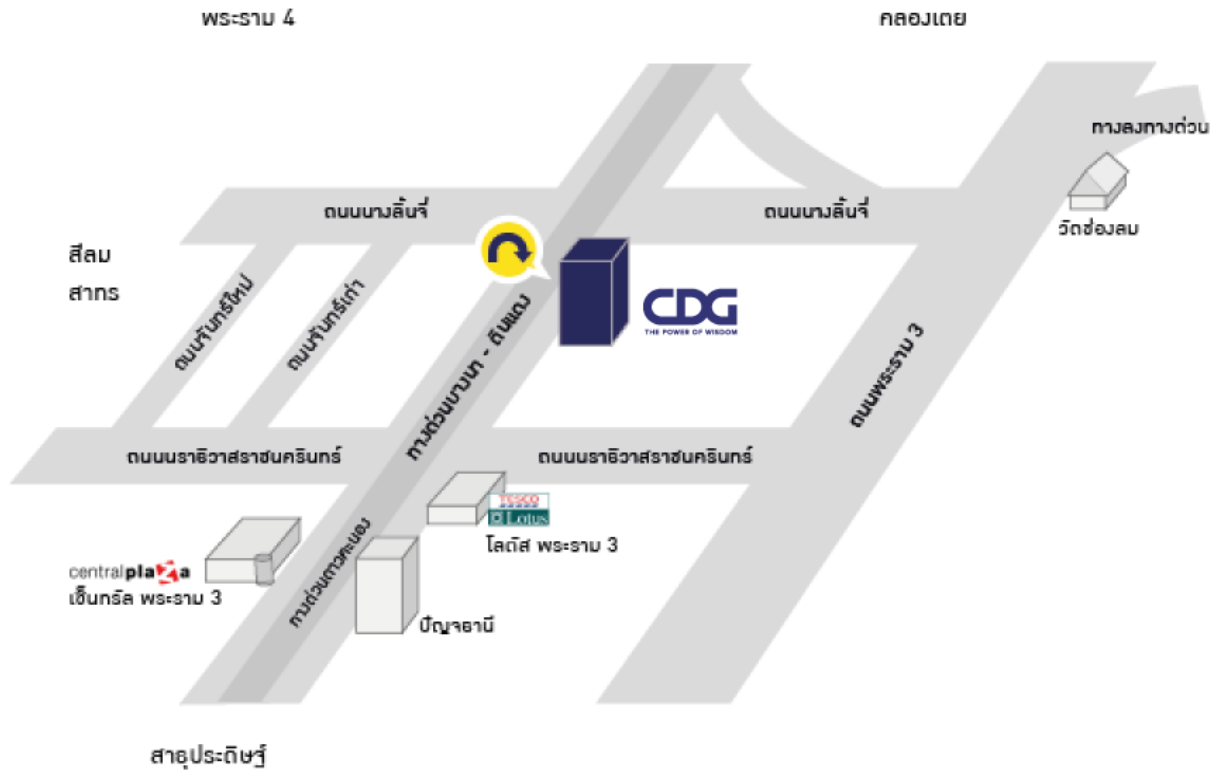 พระราม 4
คลองเตย
ทางลงทางด่วน
ถนนนางลิ้นจี่
ถนนนางลิ้นจี่
วัดช่องลม
สีลม
สาทร
ถนนจันทร์ใหม่
ถนนจันทร์เก่า
CDG
THE POWER OF WISDOM
ทางด่วนบางนา - ดินแดง
ถนนพระราม 3
ถนนนราธิวาสราชนครินทร์
ถนนนราธิวาสราชนครินทร์
TESCO
Lotus
โลตัส พระราม 3
centralplaza
เซ็นทรัล พระราม 3
ทางด่วนดาวคะนอง
ปัญจธานี
สาธุประดิษฐ์